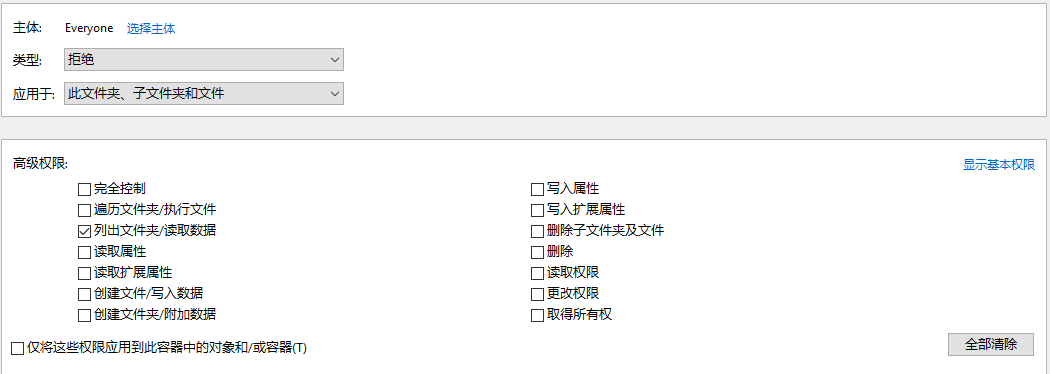 主体: Everyone 选择主体
类型: 拒绝
应用于: 此文件夹、子文件夹和文件
高级权限: 显示基本权限
完全控制
遍历文件夹/执行文件
列出文件夹/读取数据
读取属性
读取扩展属性
创建文件/写入数据
创建文件夹/附加数据
写入属性
写入扩展属性
删除子文件夹及文件
删除
读取权限
更改权限
取得所有权
仅将这些权限应用到此容器中的对象和/或容器(T)
全部清除